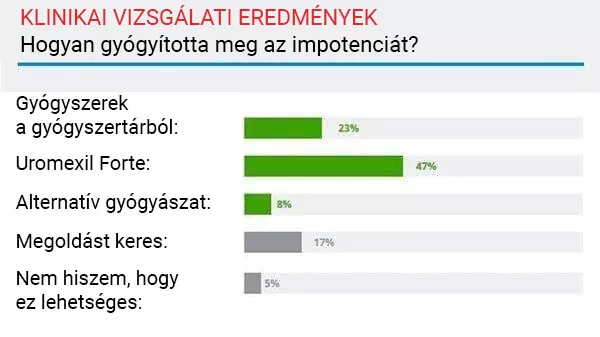 KLINIKAI VIZSGÁLATI EREDMÉNYEK
Hogyan gyógyította meg az impotenciát?
Gyógyszerek
a gyógyszertárból:
23%
Uromexil Forte:
47%
Alternatív gyógyászat:
8%
Megoldást keres:
17%
Nem hiszem, hogy
ez lehetséges:
5%